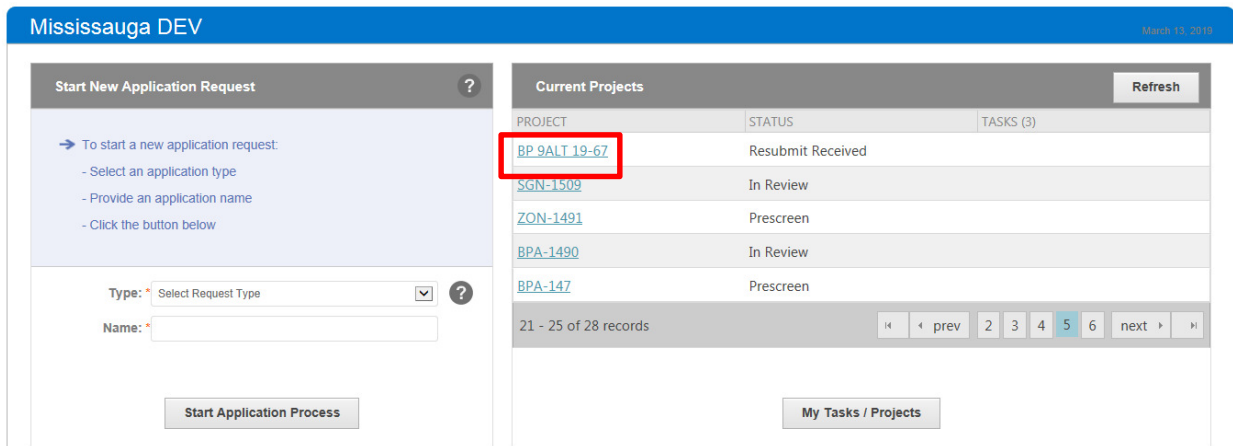 Mississauga DEV
March 13, 2019
Start New Application Request ?
➔ To start a new application request:
- Select an application type
- Provide an application name
- Click the button below
Type: * Select Request Type ?
Name: *
Start Application Process
Current Projects Refresh
PROJECT STATUS TASKS (3)
BP 9ALT 19-67 Resubmit Received
SGN-1509 In Review
ZON-1491 Prescreen
BPA-1490 In Review
BPA-147 Prescreen
21 - 25 of 28 records prev 2 3 4 5 6 next
My Tasks / Projects